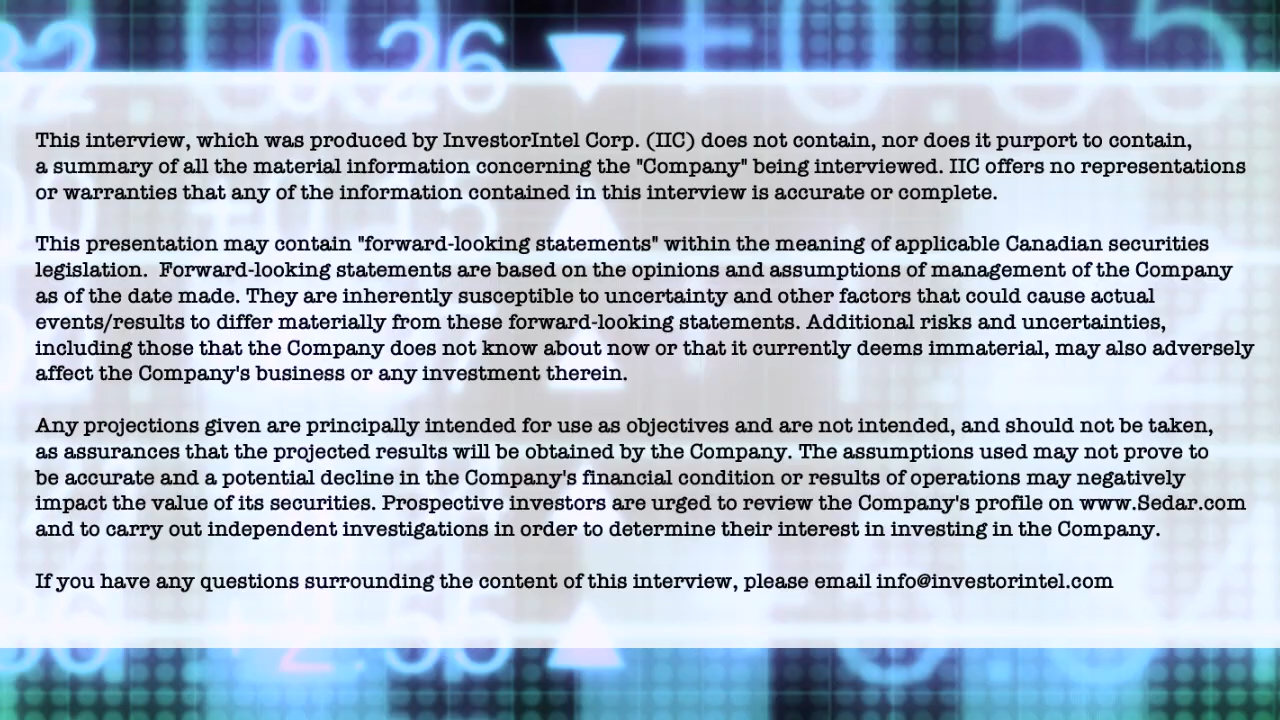 32 0.26 ▼ +0.55
This interview, which was produced by InvestorIntel Corp. (IIC) does not contain, nor does it purport to contain,
a summary of all the material information concerning the "Company" being interviewed. IIC offers no representations
or warranties that any of the information contained in this interview is accurate or complete.
This presentation may contain "forward-looking statements" within the meaning of applicable Canadian securities
legislation.  Forward-looking statements are based on the opinions and assumptions of management of the Company
as of the date made. They are inherently susceptible to uncertainty and other factors that could cause actual
events/results to differ materially from these forward-looking statements. Additional risks and uncertainties,
including those that the Company does not know about now or that it currently deems immaterial, may also adversely
affect the Company's business or any investment therein.
Any projections given are principally intended for use as objectives and are not intended, and should not be taken,
as assurances that the projected results will be obtained by the Company. The assumptions used may not prove to
be accurate and a potential decline in the Company's financial condition or results of operations may negatively
impact the value of its securities. Prospective investors are urged to review the Company's profile on www.Sedar.com
and to carry out independent investigations in order to determine their interest in investing in the Company.
If you have any questions surrounding the content of this interview, please email info@investorintel.com